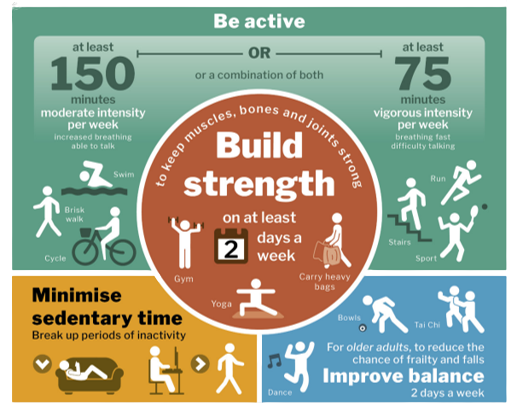 Be active
at least
150
minutes
moderate intensity
per week
increased breathing
able to talk
OR
or a combination of both
at least
75
minutes
vigorous intensity
per week
breathing fast
difficulty talking
to keep muscles, bones and joints strong
Build
strength
on at least
2
days a
week
Gym
Yoga
Carry heavy
bags
Swim
Brisk
walk
Cycle
Run
Stairs
Sport
Minimise
sedentary time
Break up periods of inactivity
Bowls
Tai Chi
Dance
For older adults, to reduce the
chance of frailty and falls
Improve balance
2 days a week